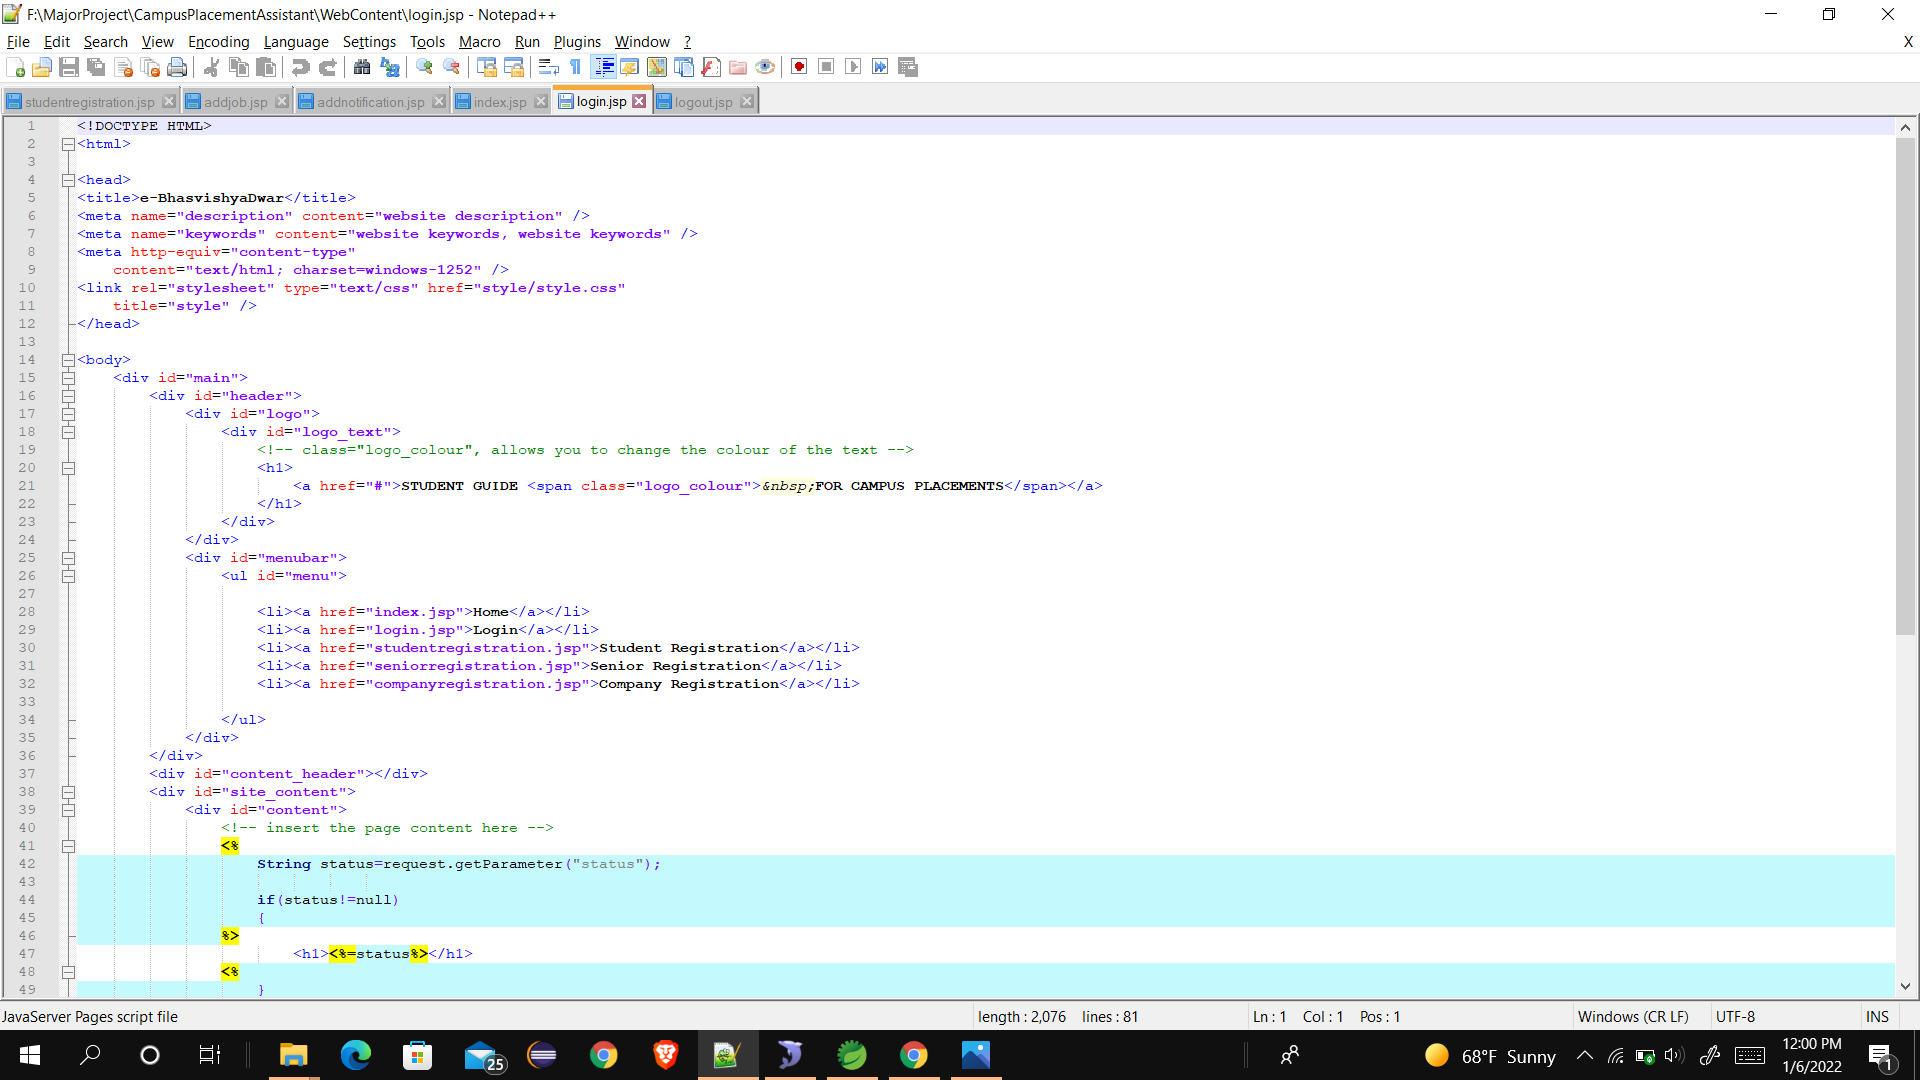 F:\MajorProject\CampusPlacementAssistant\WebContent\login.jsp - Notepad++
File Edit Search View Encoding Language Settings Tools Macro Run Plugins Window ? X
studentregistration.jsp addjob.jsp addnotification.jsp index.jsp login.jsp logout.jsp
1 <!DOCTYPE HTML>
2 <html>
3
4 <head>
5 <title>e-BhasvishyaDwar</title>
6 <meta name="description" content="website description" />
7 <meta name="keywords" content="website keywords, website keywords" />
8 <meta http-equiv="content-type"
9 content="text/html; charset=windows-1252" />
10 <link rel="stylesheet" type="text/css" href="style/style.css"
11 title="style" />
12 </head>
13
14 <body>
15 <div id="main">
16 <div id="header">
17 <div id="logo">
18 <div id="logo_text">
19 <!-- class="logo_colour", allows you to change the colour of the text -->
20 <h1>
21 <a href="#">STUDENT GUIDE <span class="logo_colour">&nbsp;FOR CAMPUS PLACEMENTS</span></a>
22 </h1>
23 </div>
24 </div>
25 <div id="menubar">
26 <ul id="menu">
27
28 <li><a href="index.jsp">Home</a></li>
29 <li><a href="login.jsp">Login</a></li>
30 <li><a href="studentregistration.jsp">Student Registration</a></li>
31 <li><a href="seniorregistration.jsp">Senior Registration</a></li>
32 <li><a href="companyregistration.jsp">Company Registration</a></li>
33
34 </ul>
35 </div>
36 </div>
37 <div id="content_header"></div>
38 <div id="site_content">
39 <div id="content">
40 <!-- insert the page content here -->
41 <%
42 String status=request.getParameter("status");
43
44 if(status!=null)
45 {
46 %>
47 <h1><%=status%></h1>
48 <%
49 }
JavaServer Pages script file length : 2,076 lines : 81 Ln : 1 Col : 1 Pos : 1 Windows (CR LF) UTF-8 INS
25 68°F Sunny 12:00 PM
1/6/2022 1